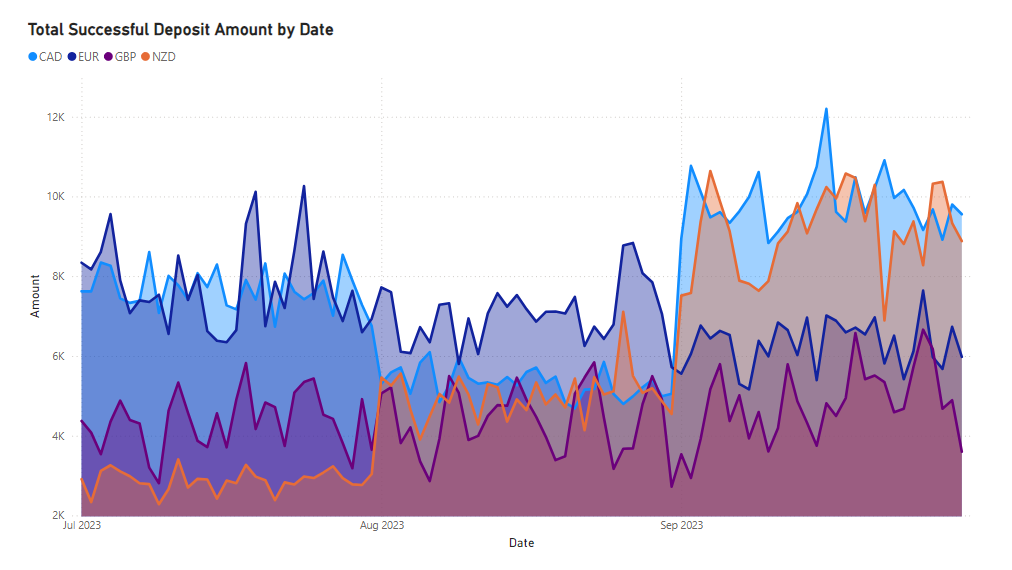 Total Successful Deposit Amount by Date
CAD EUR GBP NZD
12K
10K
8K
6K
4K
2K
Amount
Jul 2023 Aug 2023 Sep 2023
Date